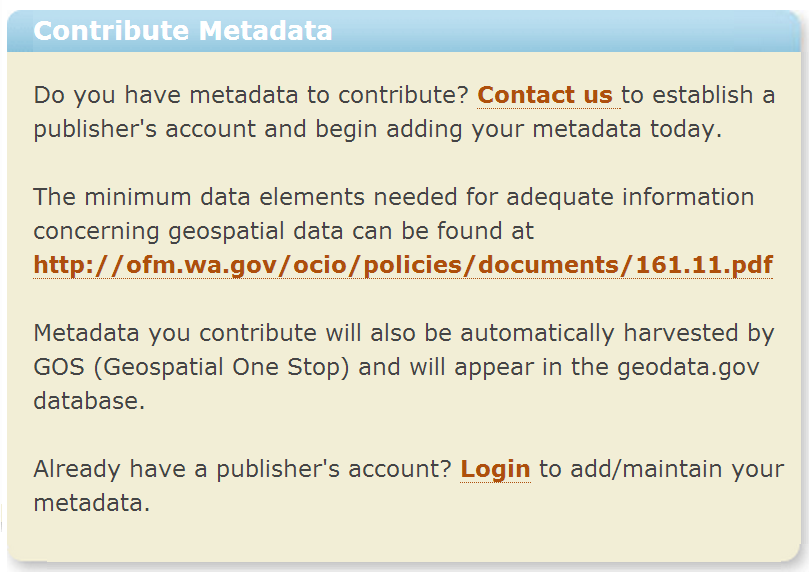 Contribute Metadata
Do you have metadata to contribute? Contact us to establish a
publisher's account and begin adding your metadata today.
The minimum data elements needed for adequate information
concerning geospatial data can be found at
http://ofm.wa.gov/ocio/policies/documents/161.11.pdf
Metadata you contribute will also be automatically harvested by
GOS (Geospatial One Stop) and will appear in the geodata.gov
database.
Already have a publisher's account? Login to add/maintain your
metadata.